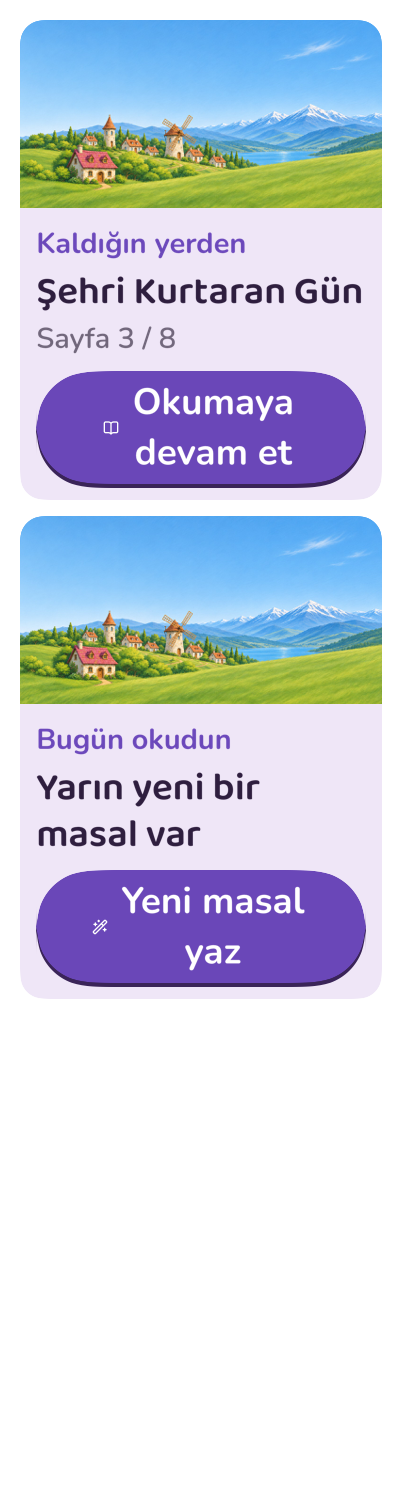 Kaldığın yerden
Şehri Kurtaran Gün
Sayfa 3 / 8
Okumaya
devam et
Bugün okudun
Yarın yeni bir
masal var
Yeni masal
yaz